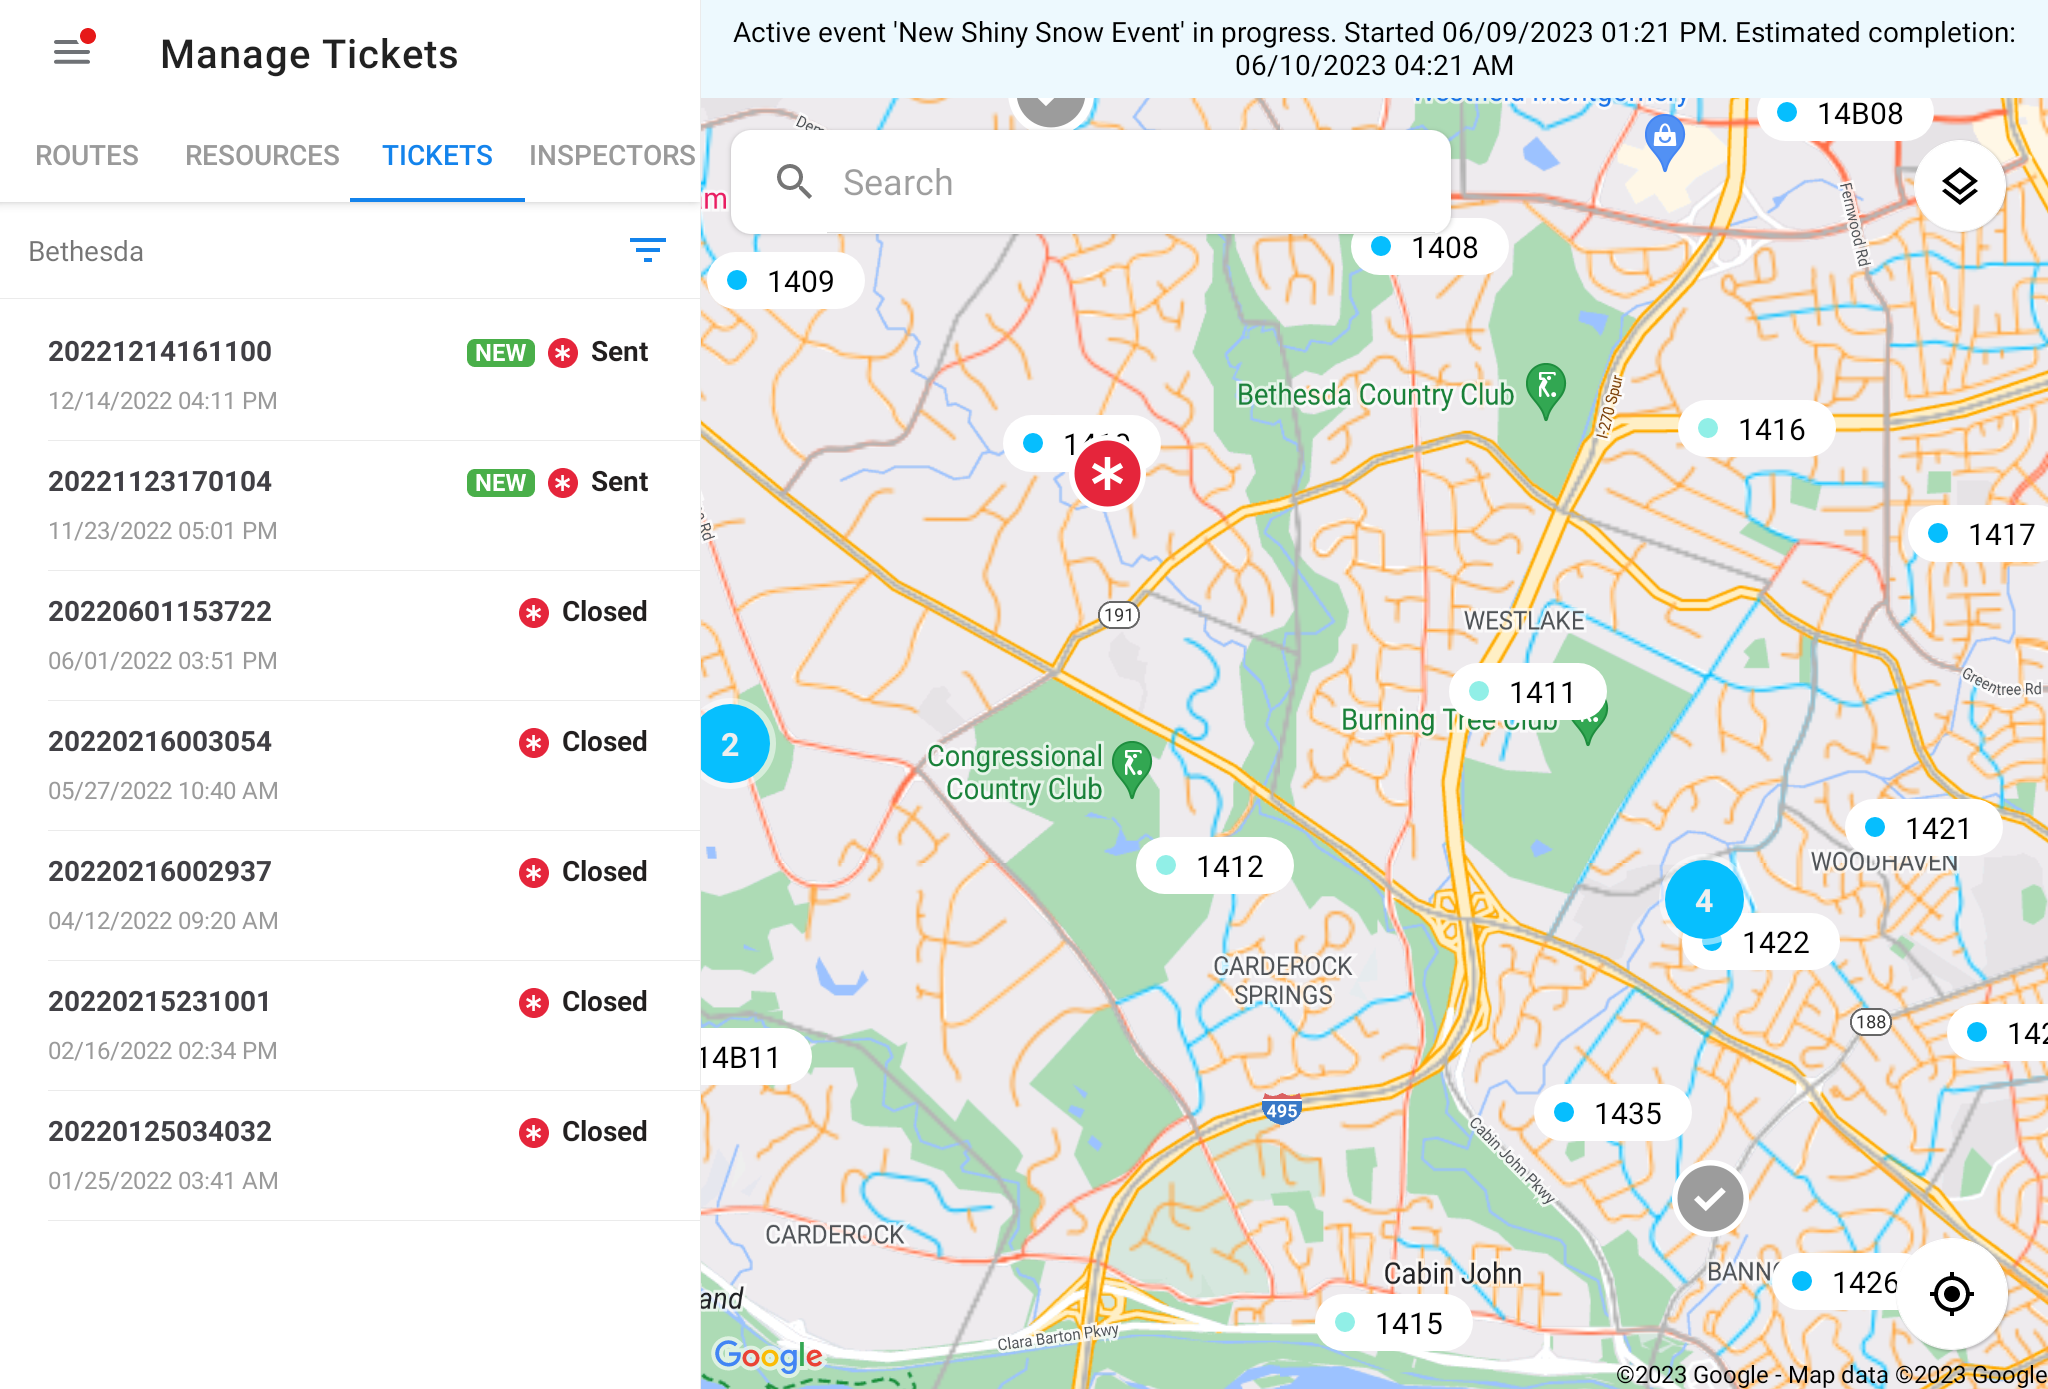 Manage Tickets
ROUTES RESOURCES TICKETS INSPECTORS
Bethesda
20221214161100 NEW Sent
12/14/2022 04:11 PM
20221123170104 NEW Sent
11/23/2022 05:01 PM
20220601153722 Closed
06/01/2022 03:51 PM
20220216003054 Closed
05/27/2022 10:40 AM
20220216002937 Closed
04/12/2022 09:20 AM
20220215231001 Closed
02/16/2022 02:34 PM
20220125034032 Closed
01/25/2022 03:41 AM
Active event 'New Shiny Snow Event' in progress. Started 06/09/2023 01:21 PM. Estimated completion:
06/10/2023 04:21 AM
Westfield Montgomery
14B08
Search
Fernwood Rd
1408
1409
Bethesda Country Club
I-270 Spur
1416
1417
191
WESTLAKE
Greentree Rd
1411
Burning Tree Club
2
Congressional
Country Club
1421
WOODHAVEN
1412
4
1422
CARDEROCK
SPRINGS
188
14B11
495
1435
Cabin John Pkwy
CARDEROCK
Cabin John
1426
1415
Clara Barton Pkwy
Google
©2023 Google - Map data ©2023 Google